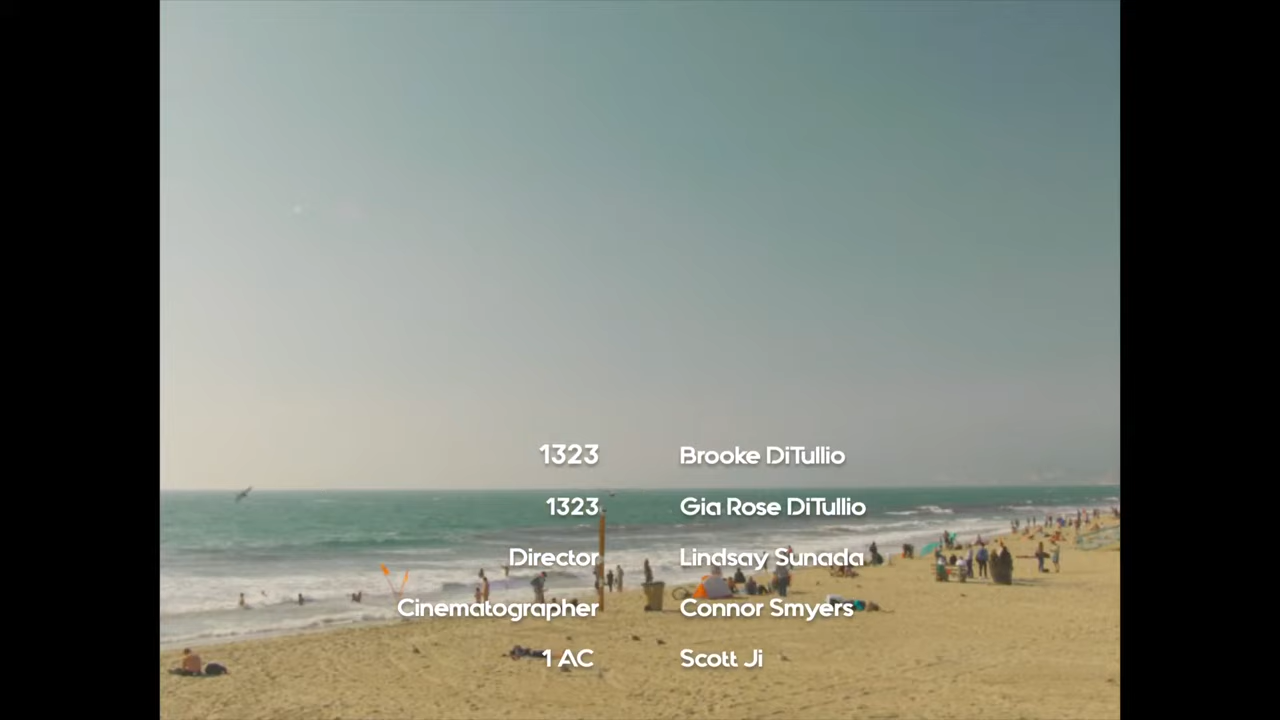 1323 Brooke DiTullio
1323 Gia Rose DiTullio
Director Lindsay Sunada
Cinematographer Connor Smyers
1 AC Scott Ji